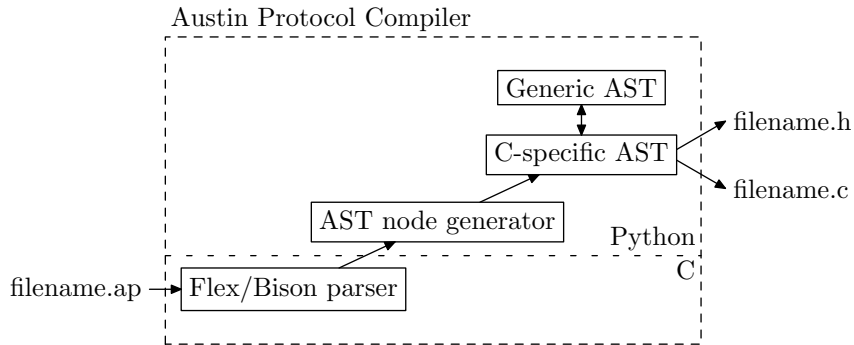 Austin Protocol Compiler
Generic AST
filename.h
C-specific AST
filename.c
AST node generator
Python
C
filename.ap
Flex/Bison parser